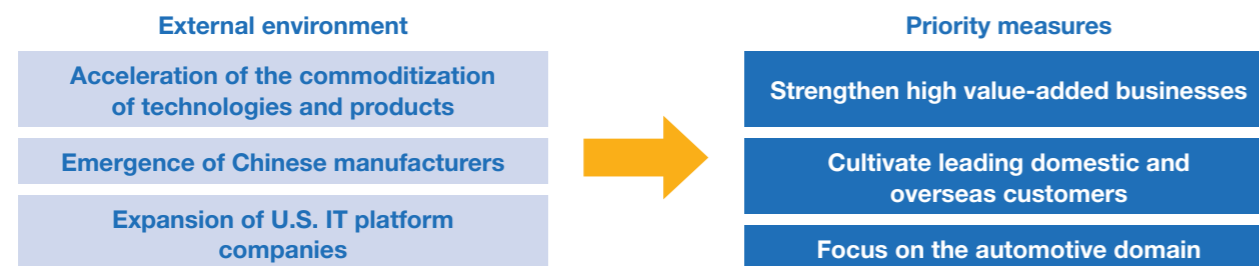 External environment
Acceleration of the commoditization
of technologies and products
Emergence of Chinese manufacturers
Expansion of U.S. IT platform
companies
Priority measures
Strengthen high value-added businesses
Cultivate leading domestic and
overseas customers
Focus on the automotive domain